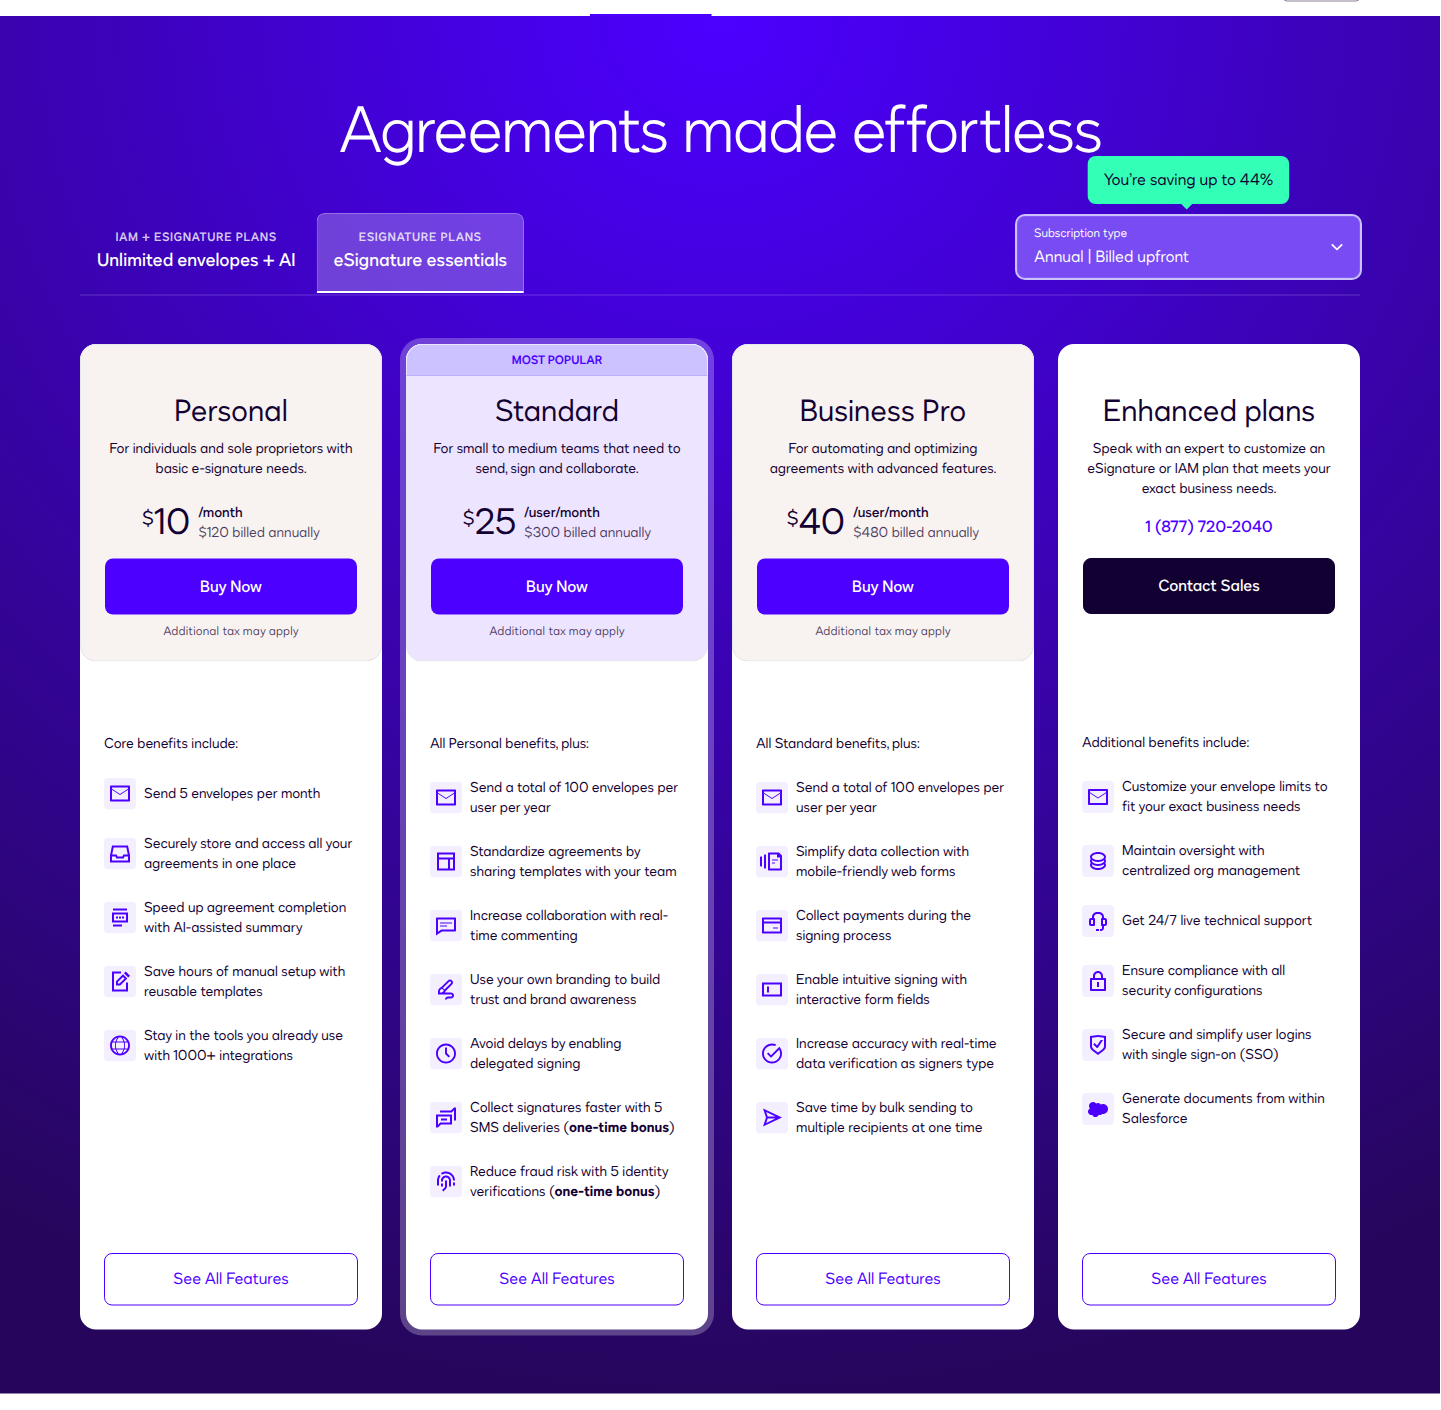 Agreements made effortless
You're saving up to 44%
IAM + ESIGNATURE PLANS
Unlimited envelopes + AI
ESIGNATURE PLANS
eSignature essentials
Subscription type
Annual | Billed upfront
Personal
For individuals and sole proprietors with
basic e-signature needs.
$10 /month
$120 billed annually
Buy Now
Additional tax may apply
Core benefits include:
Send 5 envelopes per month
Securely store and access all your
agreements in one place
Speed up agreement completion
with AI-assisted summary
Save hours of manual setup with
reusable templates
Stay in the tools you already use
with 1000+ integrations
See All Features
MOST POPULAR
Standard
For small to medium teams that need to
send, sign and collaborate.
$25 /user/month
$300 billed annually
Buy Now
Additional tax may apply
All Personal benefits, plus:
Send a total of 100 envelopes per
user per year
Standardize agreements by
sharing templates with your team
Increase collaboration with real-
time commenting
Use your own branding to build
trust and brand awareness
Avoid delays by enabling
delegated signing
Collect signatures faster with 5
SMS deliveries (one-time bonus)
Reduce fraud risk with 5 identity
verifications (one-time bonus)
See All Features
Business Pro
For automating and optimizing
agreements with advanced features.
$40 /user/month
$480 billed annually
Buy Now
Additional tax may apply
All Standard benefits, plus:
Send a total of 100 envelopes per
user per year
Simplify data collection with
mobile-friendly web forms
Collect payments during the
signing process
Enable intuitive signing with
interactive form fields
Increase accuracy with real-time
data verification as signers type
Save time by bulk sending to
multiple recipients at one time
See All Features
Enhanced plans
Speak with an expert to customize an
eSignature or IAM plan that meets your
exact business needs.
1 (877) 720-2040
Contact Sales
Additional benefits include:
Customize your envelope limits to
fit your exact business needs
Maintain oversight with
centralized org management
Get 24/7 live technical support
Ensure compliance with all
security configurations
Secure and simplify user logins
with single sign-on (SSO)
Generate documents from within
Salesforce
See All Features